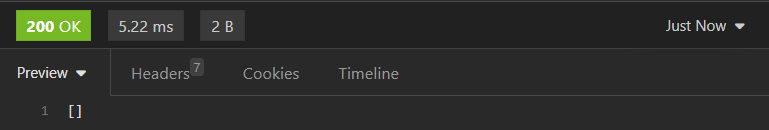 200 OK 5.22 ms 2 B Just Now
Preview Headers 7 Cookies Timeline
1 []